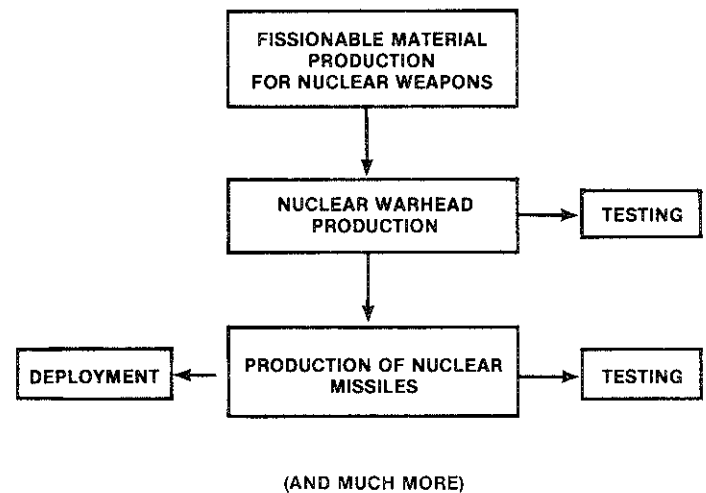 FISSIONABLE MATERIAL
PRODUCTION
FOR NUCLEAR WEAPONS
NUCLEAR WARHEAD
PRODUCTION
TESTING
DEPLOYMENT
PRODUCTION OF NUCLEAR
MISSILES
TESTING
(AND MUCH MORE)